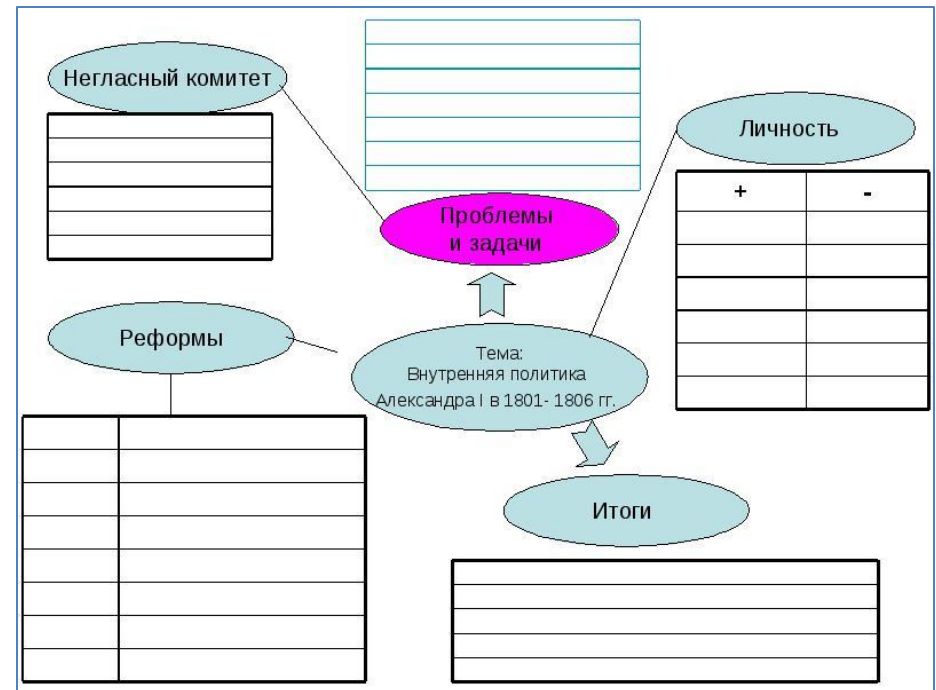 Негласный комитет
Личность
+ -
Проблемы
и задачи
Реформы
Тема:
Внутренняя политика
Александра I в 1801- 1806 гг.
Итоги